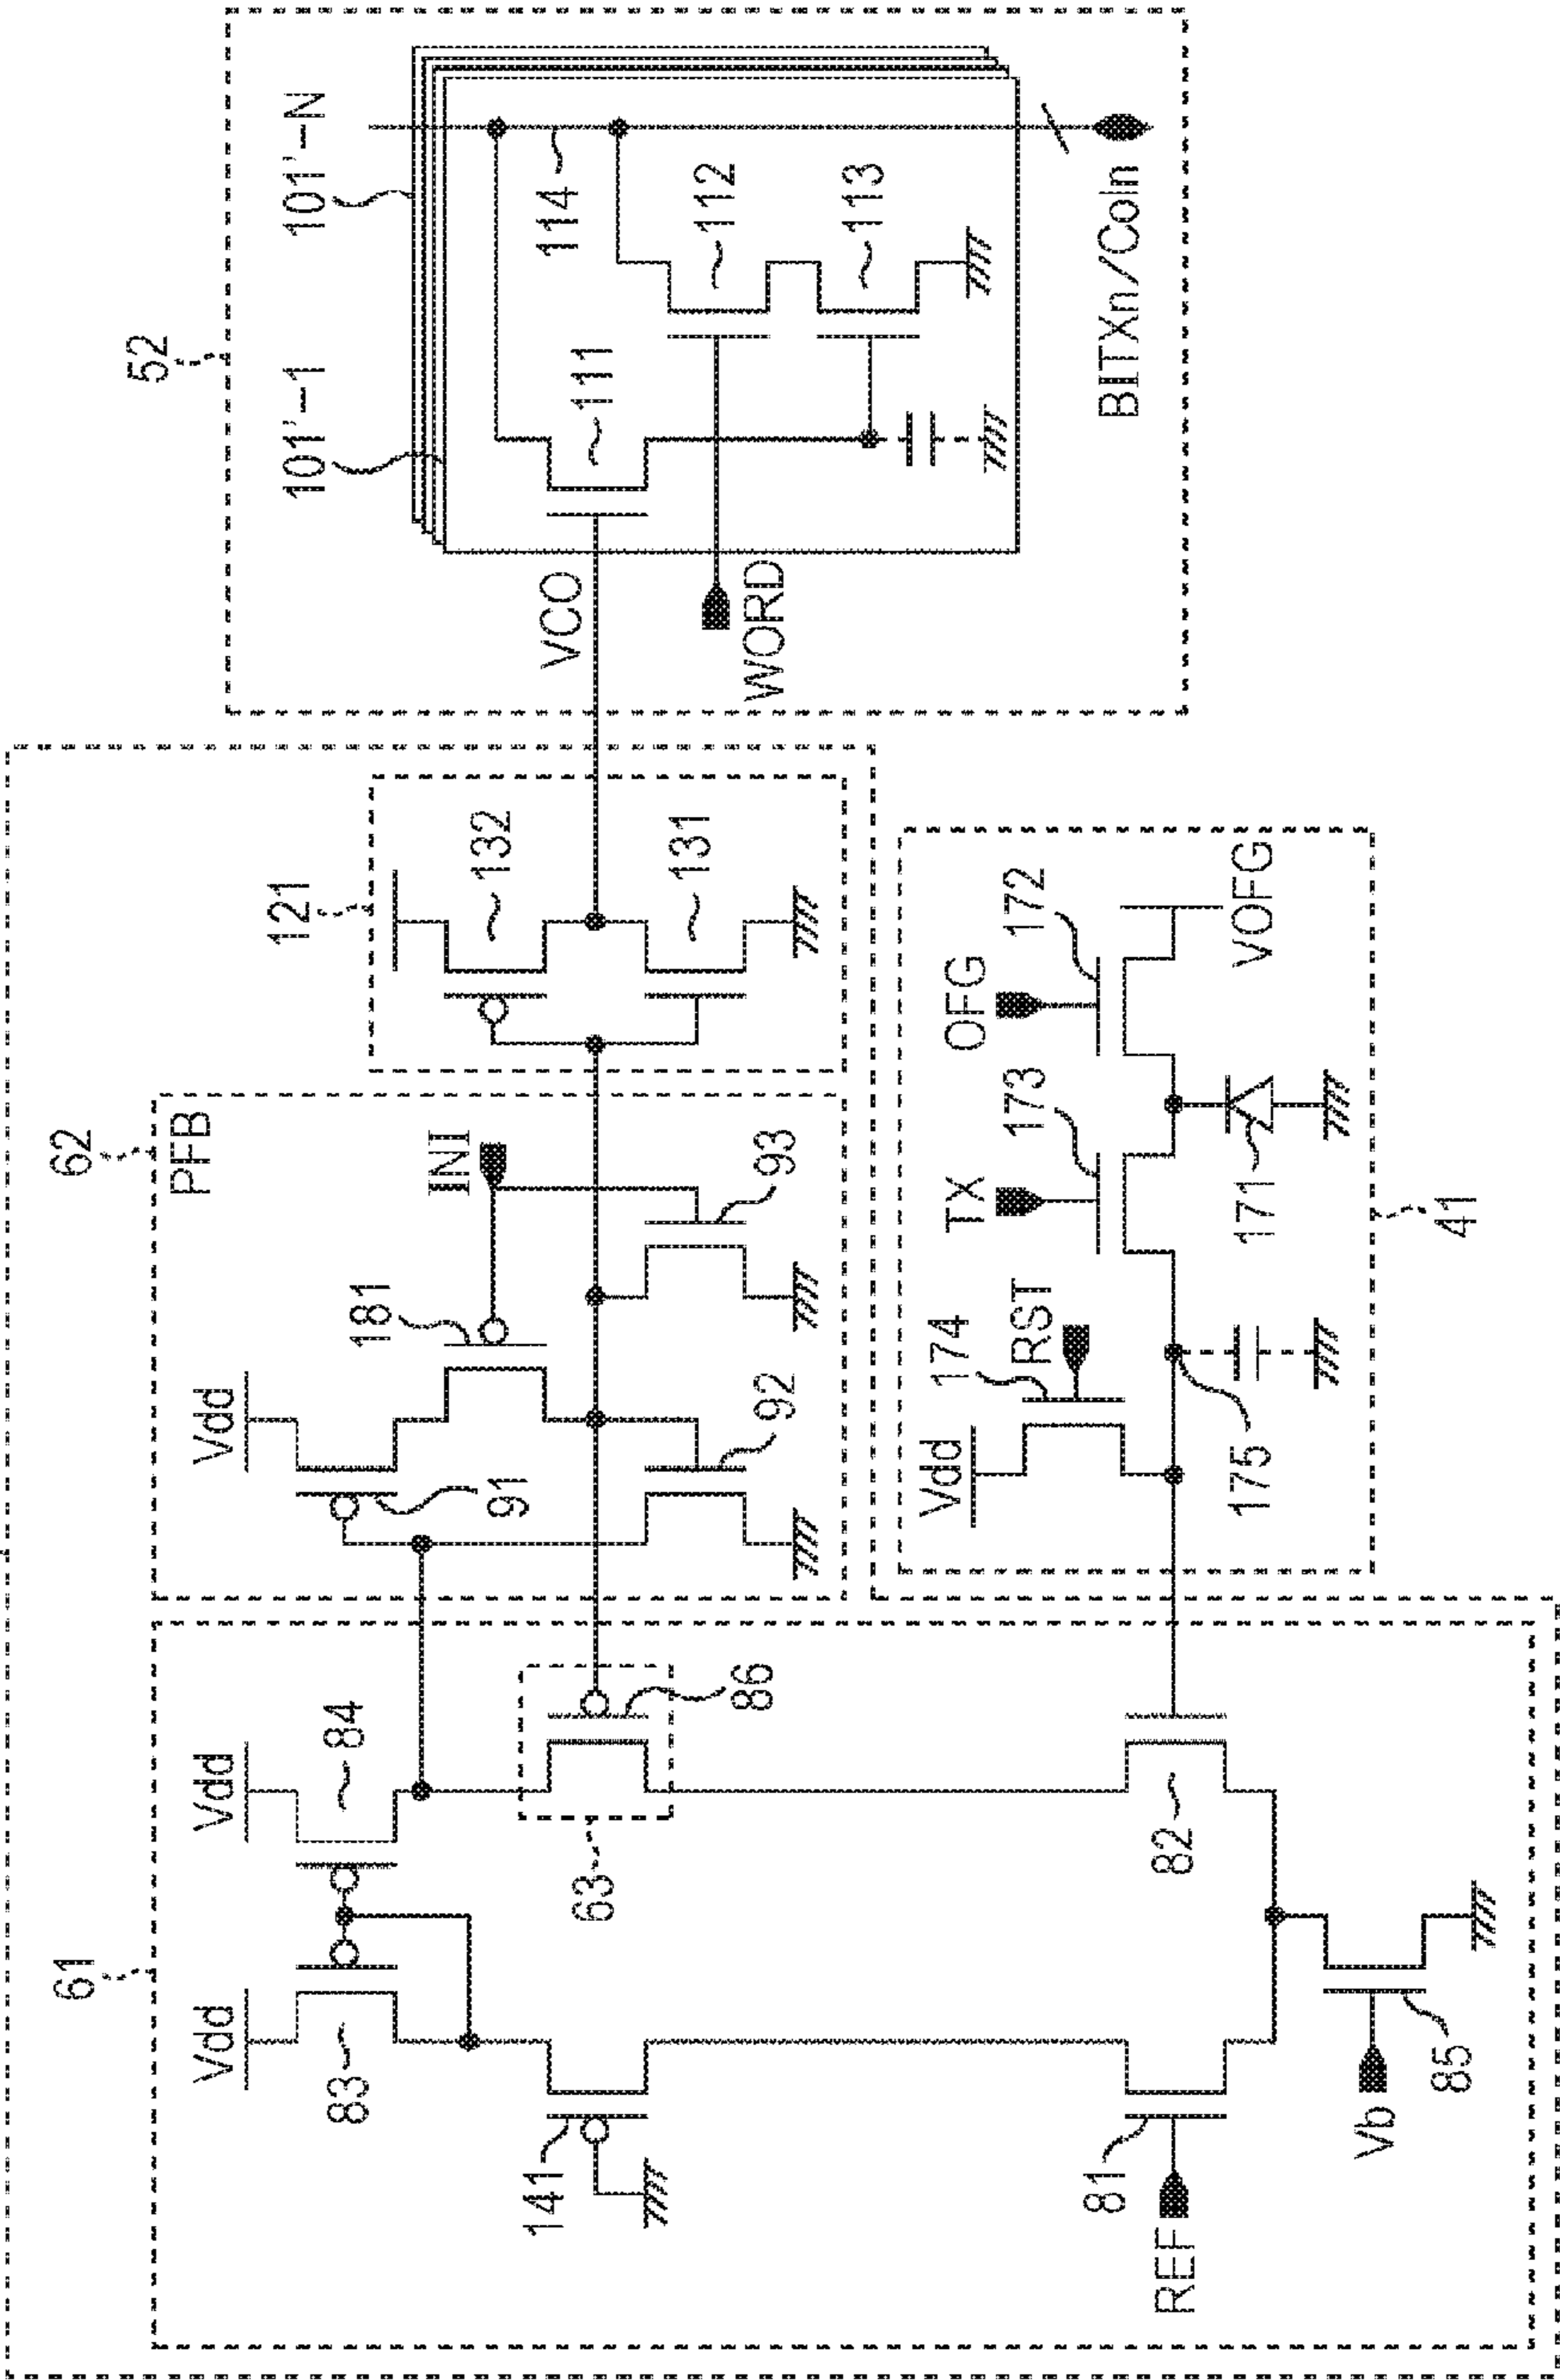 52
101'-1
101'-N
VCO
111
114
112
113
WORD
BITXn/Coln
62
PFB
121
INI
132
131
93
181
Vdd
91
92
41
OFG
172
VOFG
TX
173
171
RST
174
Vdd
175
61
Vdd
84
86
63
82
Vdd
83
141
81
REF
Vb
85